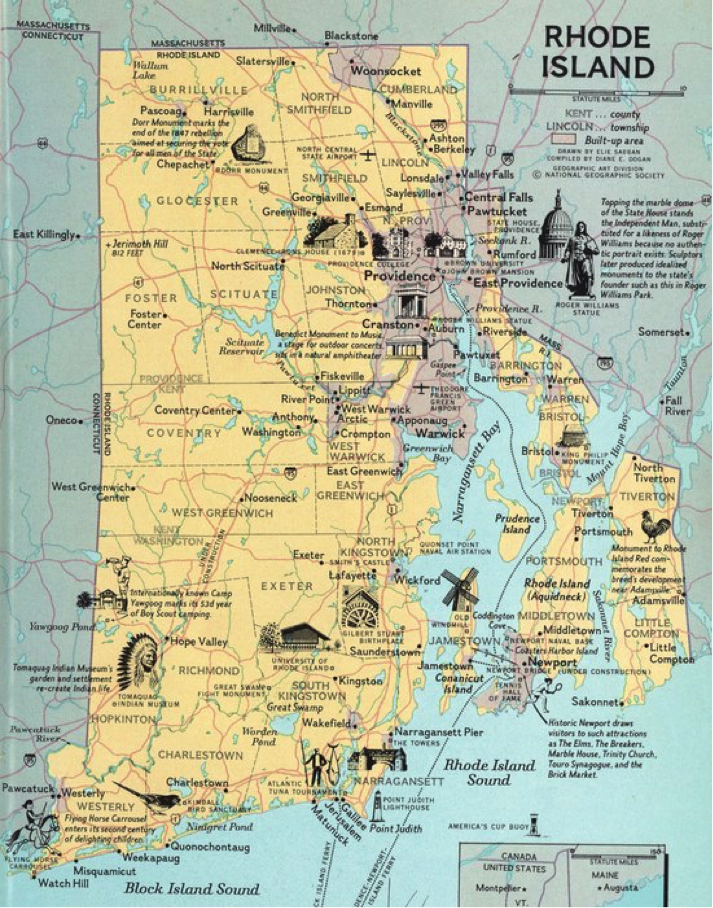 MASSACHUSETTS
CONNECTICUT
Millville
Blackstone
MASSACHUSETTS
RHODE ISLAND
RHODE
ISLAND
Wallum
Lake
Slatersville
Woonsocket
BURRILLVILLE
CUMBERLAND
10
STATUTE MILES
KENT ... county
LINCOLN ... township
Built-up area
DRAWN BY ELIE SABBAN
COMPILED BY DIANE E. DOGAN
GEOGRAPHIC ART DIVISION
© NATIONAL GEOGRAPHIC SOCIETY
NORTH
SMITHFIELD
Manville
Pascoag
Harrisville
Dorr Monument marks the
end of the 1847 rebellion
aimed at securing the vote
for all men of the State
Chepachet
DORR MONUMENT
Blackstone
295
Ashton
Berkeley
NORTH CENTRAL
STATE AIRPORT
LINCOLN
44
SMITHFIELD
Lonsdale
Valley Falls
Saylesville
Central Falls
Pawtucket
GLOCESTER
Georgiaville
Esmond
Greenville
N. PROV.
STATE HOUSE,
PROVIDENCE
Seekonk R.
Rumford
Topping the marble dome
of the State House stands
the Independent Man, substi-
tuted for a likeness of Roger
Williams because no authen-
tic portrait exists. Sculptors
later produced idealized
monuments to the state's
founder such as this in Roger
Williams Park.
ROGER WILLIAMS
STATUE
East Killingly
+ Jerimoth Hill
812 FEET
CLEMENCE-IRONS HOUSE (1679)
PROVIDENCE COLLEGE
BROWN UNIVERSITY
JOHN BROWN MANSION
North Scituate
Providence
East Providence
FOSTER
SCITUATE
JOHNSTON
Thornton
Providence R.
Foster
Center
Cranston
Auburn
ROGER WILLIAMS STATUE
Riverside
Somerset
Scituate
Reservoir
Benedict Monument to Music,
a stage for outdoor concerts,
sits in a natural amphitheater
Pawtuxet
MASS.
R.I.
195
Taunton
BARRINGTON
Gaspee
Point
Pawtuxet
Fiskeville
Barrington
Warren
PROVIDENCE
KENT
THEODORE
FRANCIS
GREEN
AIRPORT
River Point
Lippitt
WARREN
Fall
River
RHODE ISLAND
CONNECTICUT
Coventry Center
West Warwick
Arctic
Anthony
Apponaug
BRISTOL
Oneco
COVENTRY
Washington
Crompton
Warwick
Mount Hope Bay
WEST
WARWICK
Greenwich
Bay
Bristol
KING PHILIP
MONUMENT
East Greenwich
Narragansett Bay
BRISTOL
North
Tiverton
95
West Greenwich
Center
Nooseneck
EAST
GREENWICH
NEWPORT
TIVERTON
WEST GREENWICH
Tiverton
Prudence
Island
Portsmouth
KENT
WASHINGTON
UNDER
CONSTRUCTION
NORTH
KINGSTOWN
QUONSET POINT
NAVAL AIR STATION
Monument to Rhode
Island Red com-
memorates the
breed's development
near Adamsville
Exeter
SMITH'S CASTLE
PORTSMOUTH
Lafayette
Wickford
Rhode Island
(Aquidneck)
Adamsville
Internationally known Camp
Yawgoog marks its 53d year
of Boy Scout camping.
EXETER
OLD
WINDMILL
Coddington
Cove
Sakonnet River
Yawgoog Pond
GILBERT STUART
BIRTHPLACE
MIDDLETOWN
LITTLE
COMPTON
Hope Valley
UNIVERSITY OF
RHODE ISLAND
JAMESTOWN
Middletown
NEWPORT NAVAL BASE
Coasters Harbor Island
Saunderstown
Little
Compton
Tomaquag Indian Museum's
garden and settlement
re-create Indian life.
RICHMOND
Jamestown
Newport
NEWPORT BRIDGE (UNDER CONSTRUCTION)
Kingston
Conanicut
Island
TOMAQUAG
INDIAN MUSEUM
GREAT SWAMP
FIGHT MONUMENT
SOUTH
KINGSTOWN
TENNIS
HALL
OF FAME
Great Swamp
Sakonnet
HOPKINTON
Wakefield
Pawcatuck
River
Worden
Pond
Narragansett Pier
THE TOWERS
Historic Newport draws
visitors to such attractions
as The Elms, The Breakers,
Marble House, Trinity Church,
Touro Synagogue, and the
Brick Market.
CHARLESTOWN
Rhode Island
Sound
Pawcatuck
Westerly
Charlestown
ATLANTIC
TUNA TOURNAMENT
NARRAGANSETT
WESTERLY
KIMBALL
BIRD SANCTUARY
Galilee
Jerusalem
Matunuck
POINT JUDITH
LIGHTHOUSE
Flying Horse Carrousel
enters its second century
of delighting children.
Ninigret Pond
Point Judith
AMERICA'S CUP BUOY
FLYING HORSE
CARROUSEL
Quonochontaug
Weekapaug
Misquamicut
Watch Hill
Block Island Sound
CK ISLAND FERRY
DENCE-NEWPORT-
ISLAND FERRY
CANADA
UNITED STATES
150
STATUTE MILES
MAINE
Montpelier
Augusta
VT.